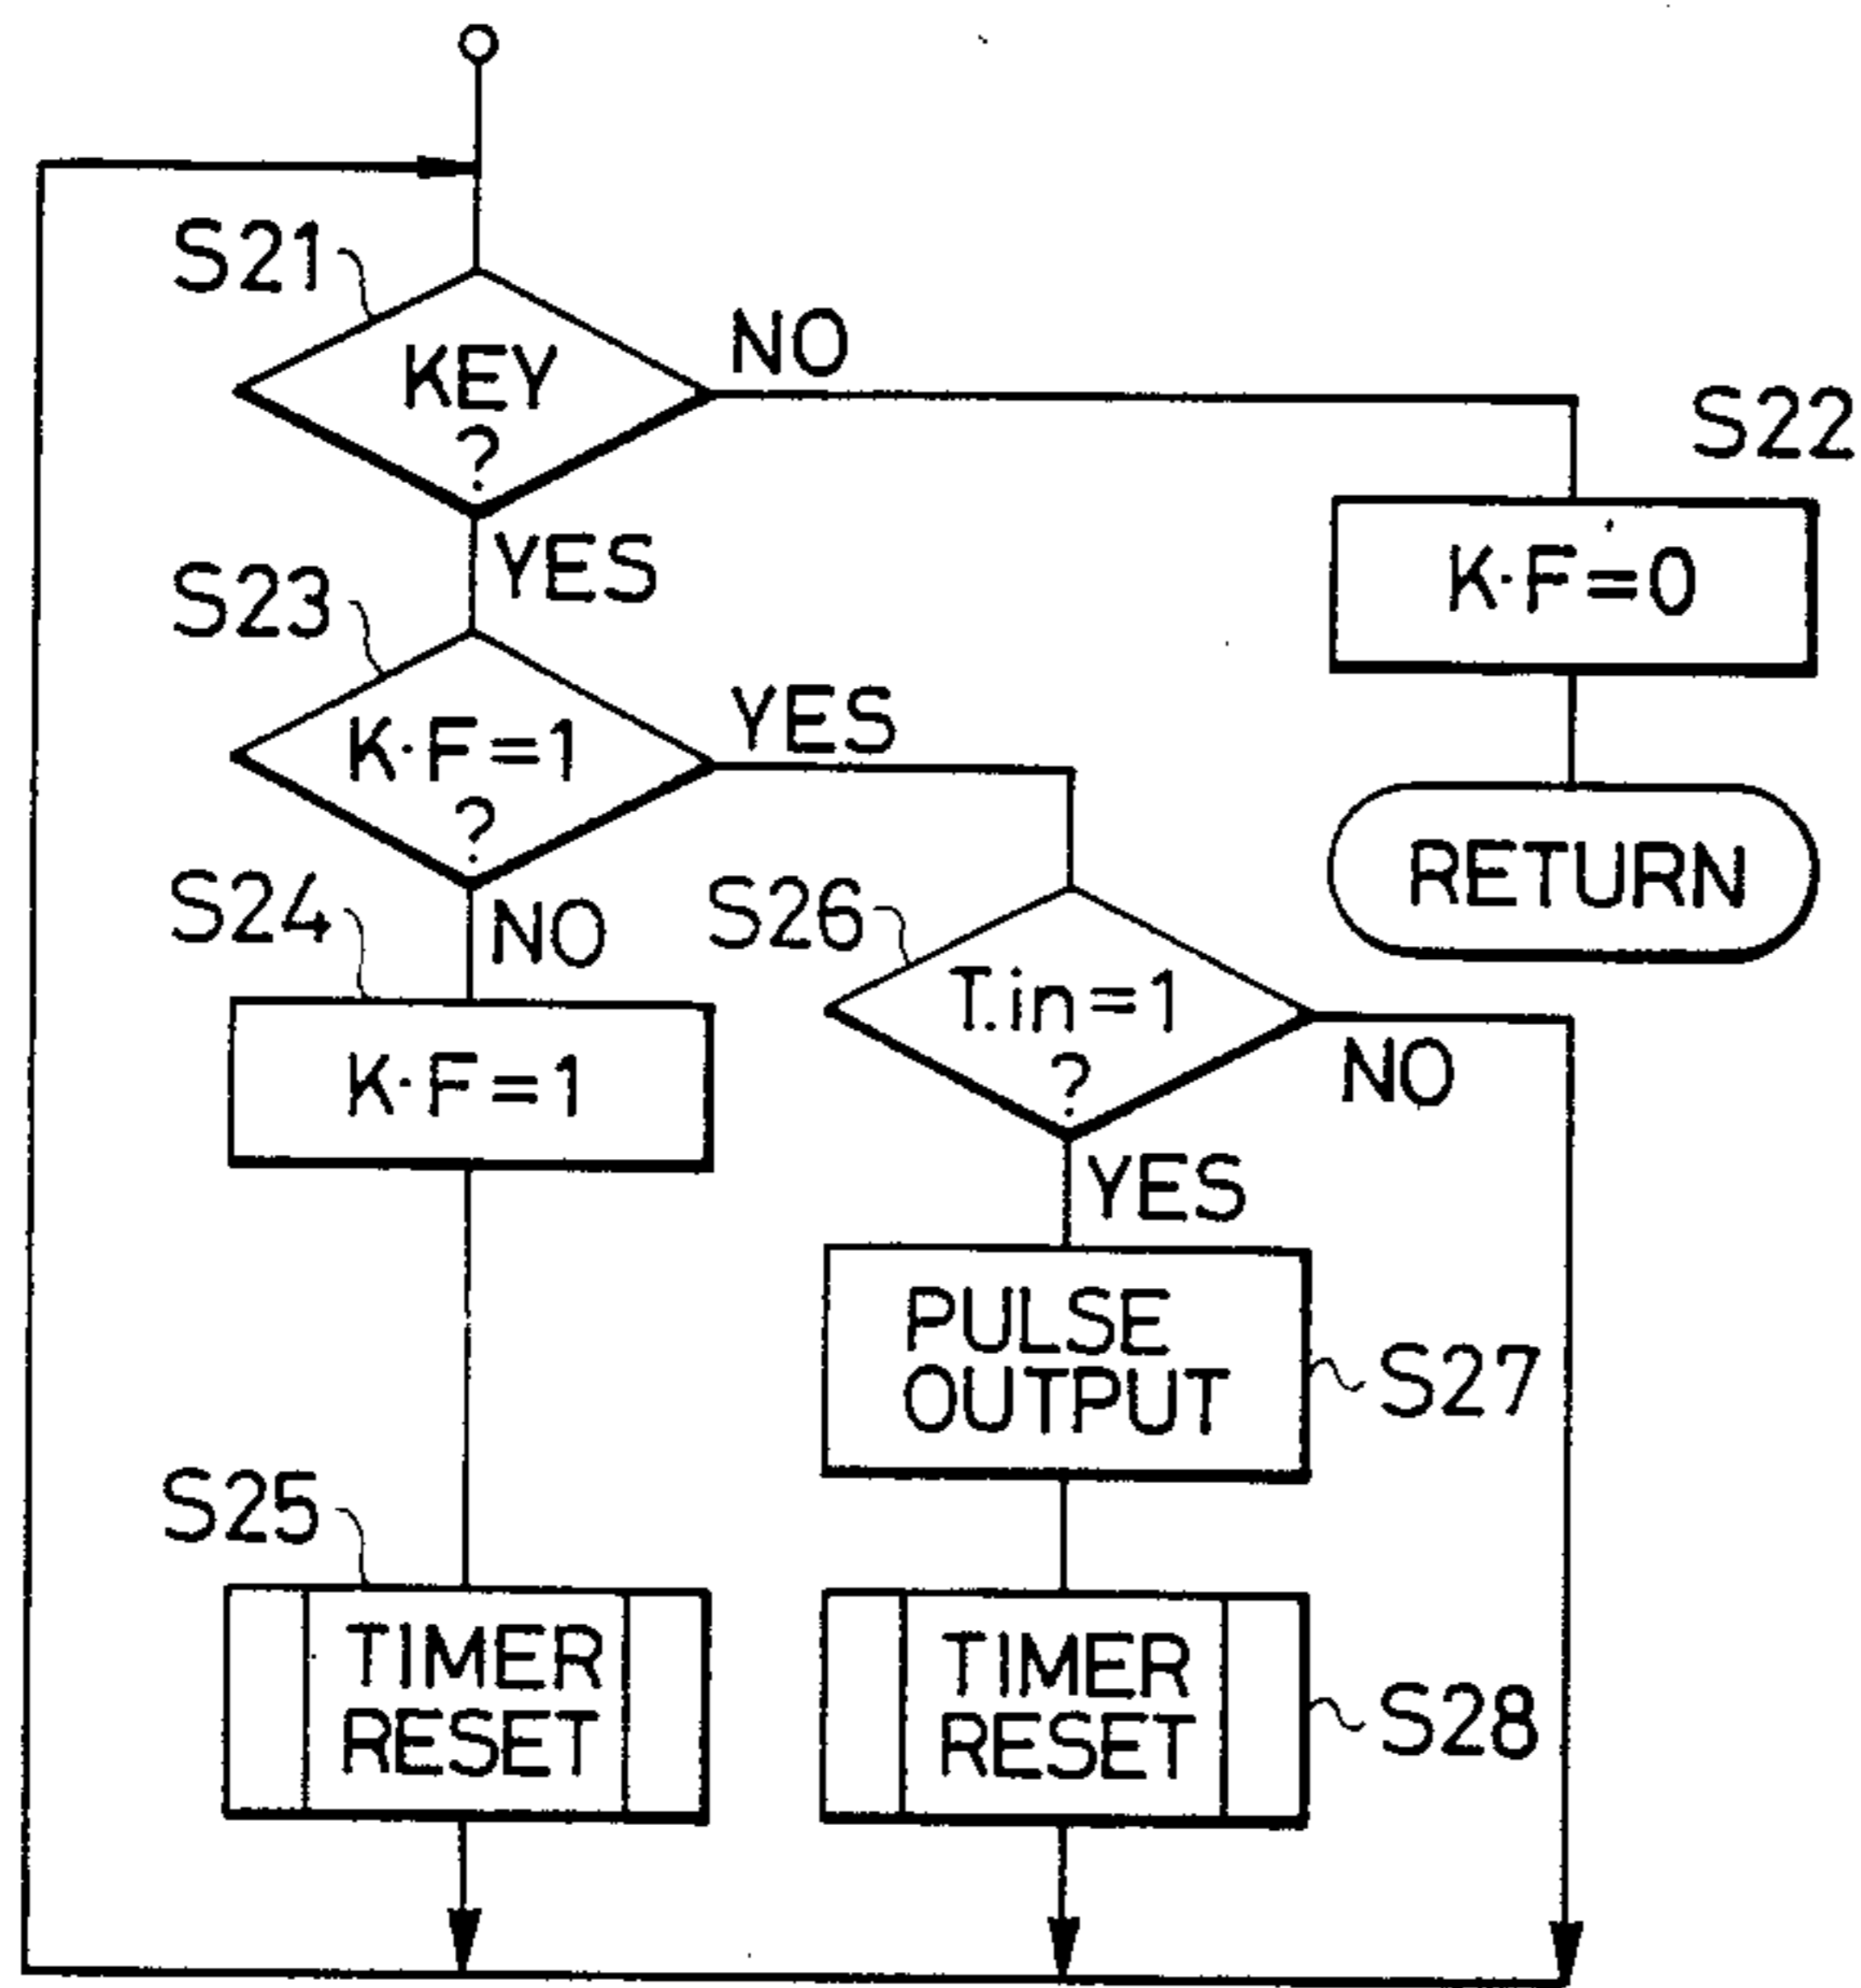 S21
KEY
?
NO
YES
S22
K·F=0
RETURN
S23
K·F=1
?
YES
NO
S24
K·F=1
S25
TIMER
RESET
S26
T.in=1
?
NO
YES
PULSE
OUTPUT
S27
TIMER
RESET
S28